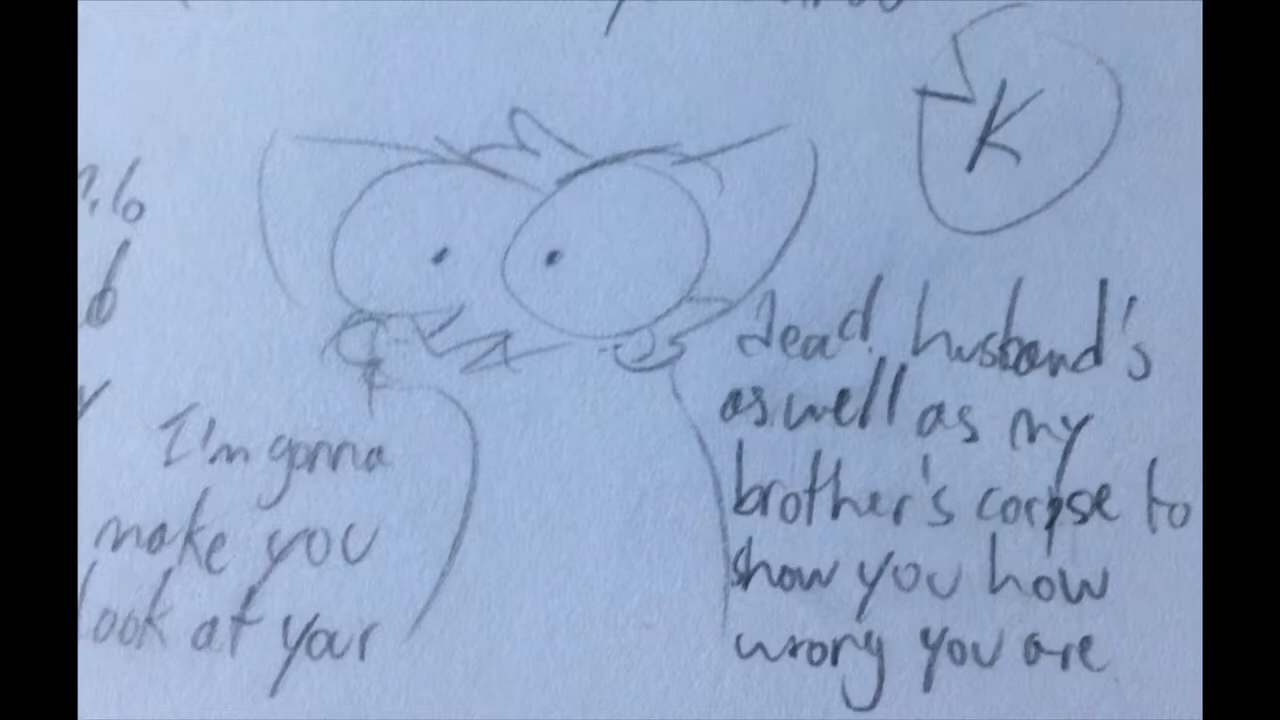 K
I'm gonna
make you
look at your
dead husband's
as well as my
brother's corpse to
show you how
wrong you are